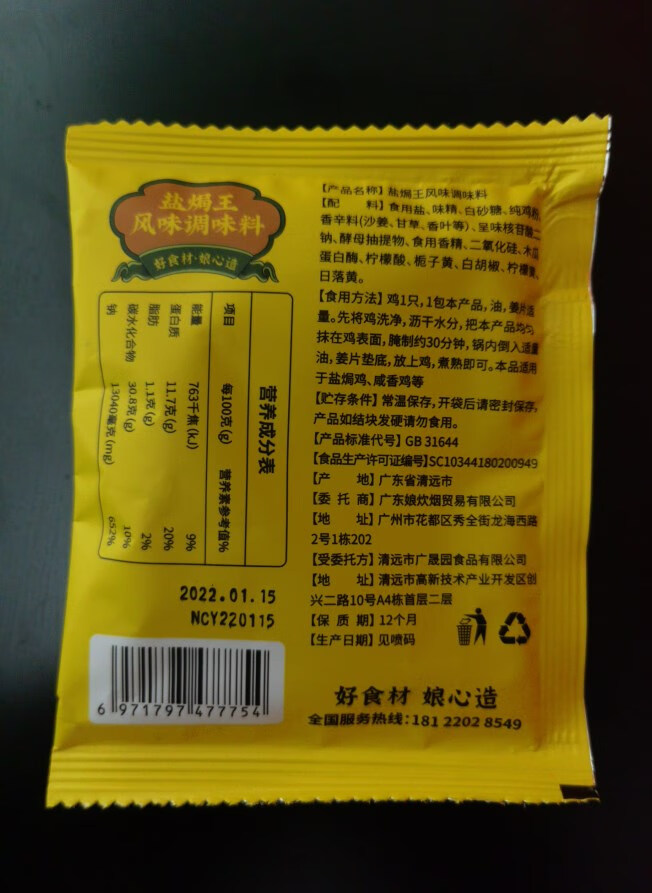 盐焗王
风味调味料
好食材·娘心造
营养成分表
项目 每100克(g) 营养素参考值%
能量 763千焦(kJ) 9%
蛋白质 11.7克(g) 20%
脂肪 1.1克(g) 2%
碳水化合物 30.8克(g) 10%
钠 13040毫克(mg) 652%
2022.01.15
NCY220115
6 971797 477754
【产品名称】盐焗王风味调味料
【配 料】食用盐、味精、白砂糖、纯鸡粉、
香辛料(沙姜、甘草、香叶等)、呈味核苷酸二
钠、酵母抽提物、食用香精、二氧化硅、木瓜
蛋白酶、柠檬酸、栀子黄、白胡椒、柠檬黄、
日落黄。
【食用方法】鸡1只，1包本产品，油，姜片适
量。先将鸡洗净，沥干水分，把本产品均匀
抹在鸡表面，腌制约30分钟，锅内倒入适量
油，姜片垫底，放上鸡，煮熟即可。本品适用
于盐焗鸡、咸香鸡等
【贮存条件】常温保存，开袋后请密封保存，
产品如结块发硬请勿食用。
【产品标准代号】GB 31644
【食品生产许可证编号】SC10344180200949
【产 地】广东省清远市
【委 托 商】广东娘炊烟贸易有限公司
【地 址】广州市花都区秀全街龙海西路
2号1栋202
【受委托方】清远市广晟园食品有限公司
【地 址】清远市高新技术产业开发区创
兴二路10号A4栋首层二层
【保 质 期】12个月
【生产日期】见喷码
好食材 娘心造
全国服务热线：181 2202 8549